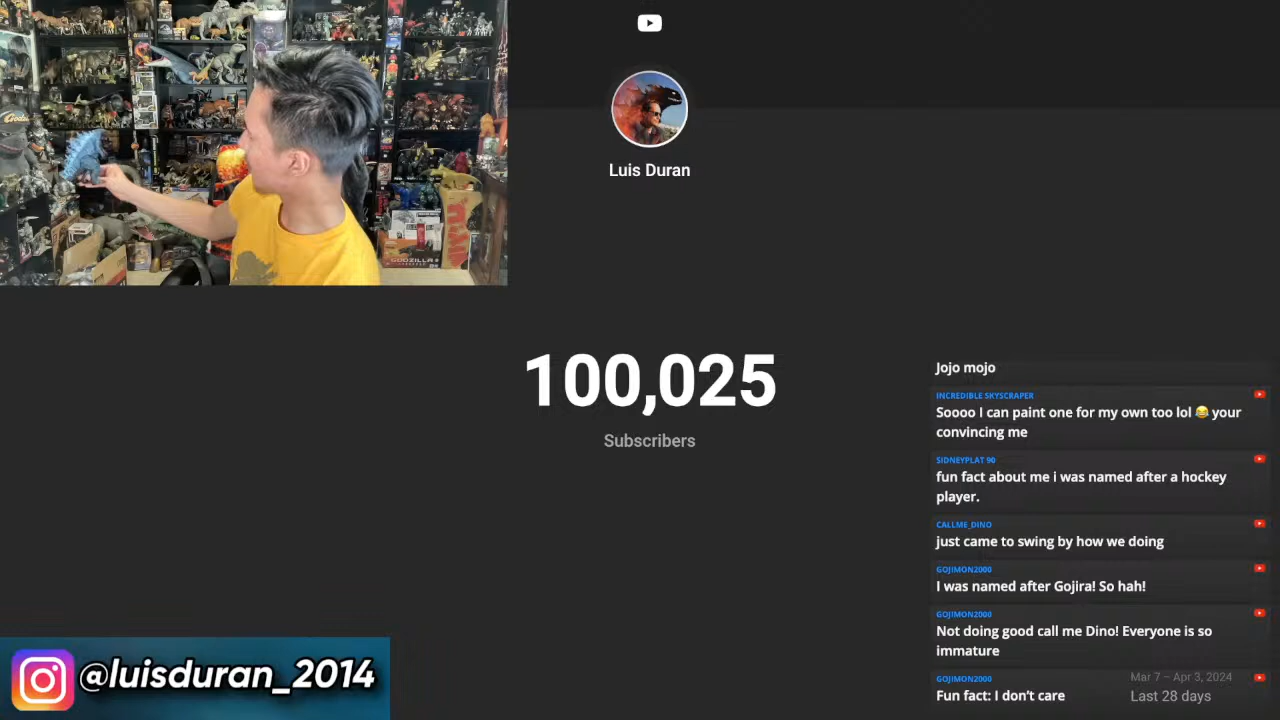 GODZILLA
Luis Duran
100,025
Subscribers
Jojo mojo
INCREDIBLE SKYSCRAPER
Soooo I can paint one for my own too lol 😂 your
convincing me
SIDNEYPLAT 90
fun fact about me i was named after a hockey
player.
CALLME_DINO
just came to swing by how we doing
GOJIMON2000
I was named after Gojira! So hah!
GOJIMON2000
Not doing good call me Dino! Everyone is so
immature
GOJIMON2000
Fun fact: I don’t care
Mar 7 – Apr 3, 2024
Last 28 days
@luisduran_2014